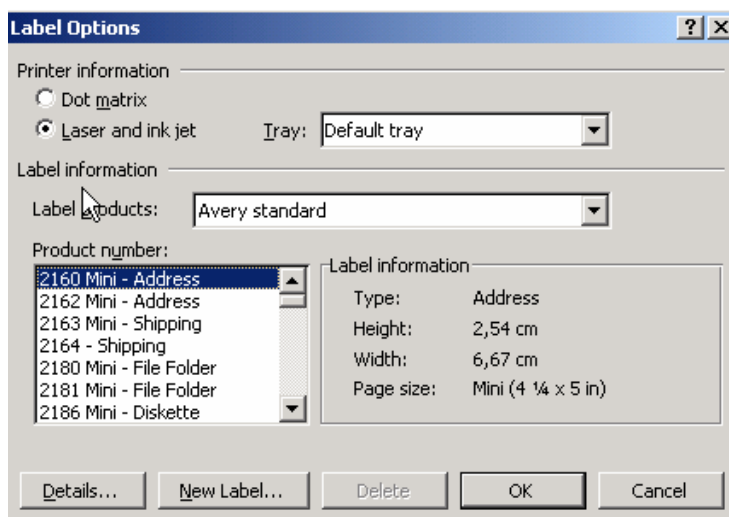 Label Options
Printer information
Dot matrix
Laser and ink jet Tray: Default tray
Label information
Label products: Avery standard
Product number:
2160 Mini - Address
2162 Mini - Address
2163 Mini - Shipping
2164 - Shipping
2180 Mini - File Folder
2181 Mini - File Folder
2186 Mini - Diskette
Label information
Type: Address
Height: 2,54 cm
Width: 6,67 cm
Page size: Mini (4 ¼ x 5 in)
Details... New Label... Delete OK Cancel